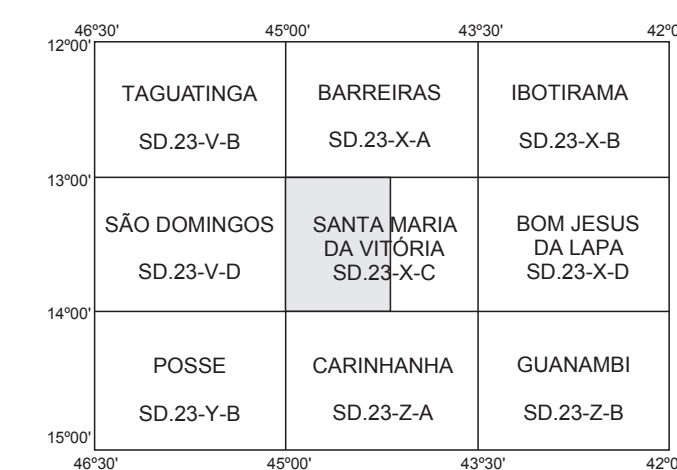 46º30' 45º00' 43º30' 42º0
12º00'
TAGUATINGA BARREIRAS IBOTIRAMA
SD.23-V-B SD.23-X-A SD.23-X-B
13º00'
SÃO DOMINGOS SANTA MARIA BOM JESUS
DA VITÓRIA DA LAPA
SD.23-V-D SD.23-X-C SD.23-X-D
14º00'
POSSE CARINHANHA GUANAMBI
SD.23-Y-B SD.23-Z-A SD.23-Z-B
15º00'
46º30' 45º00' 43º30' 42º0